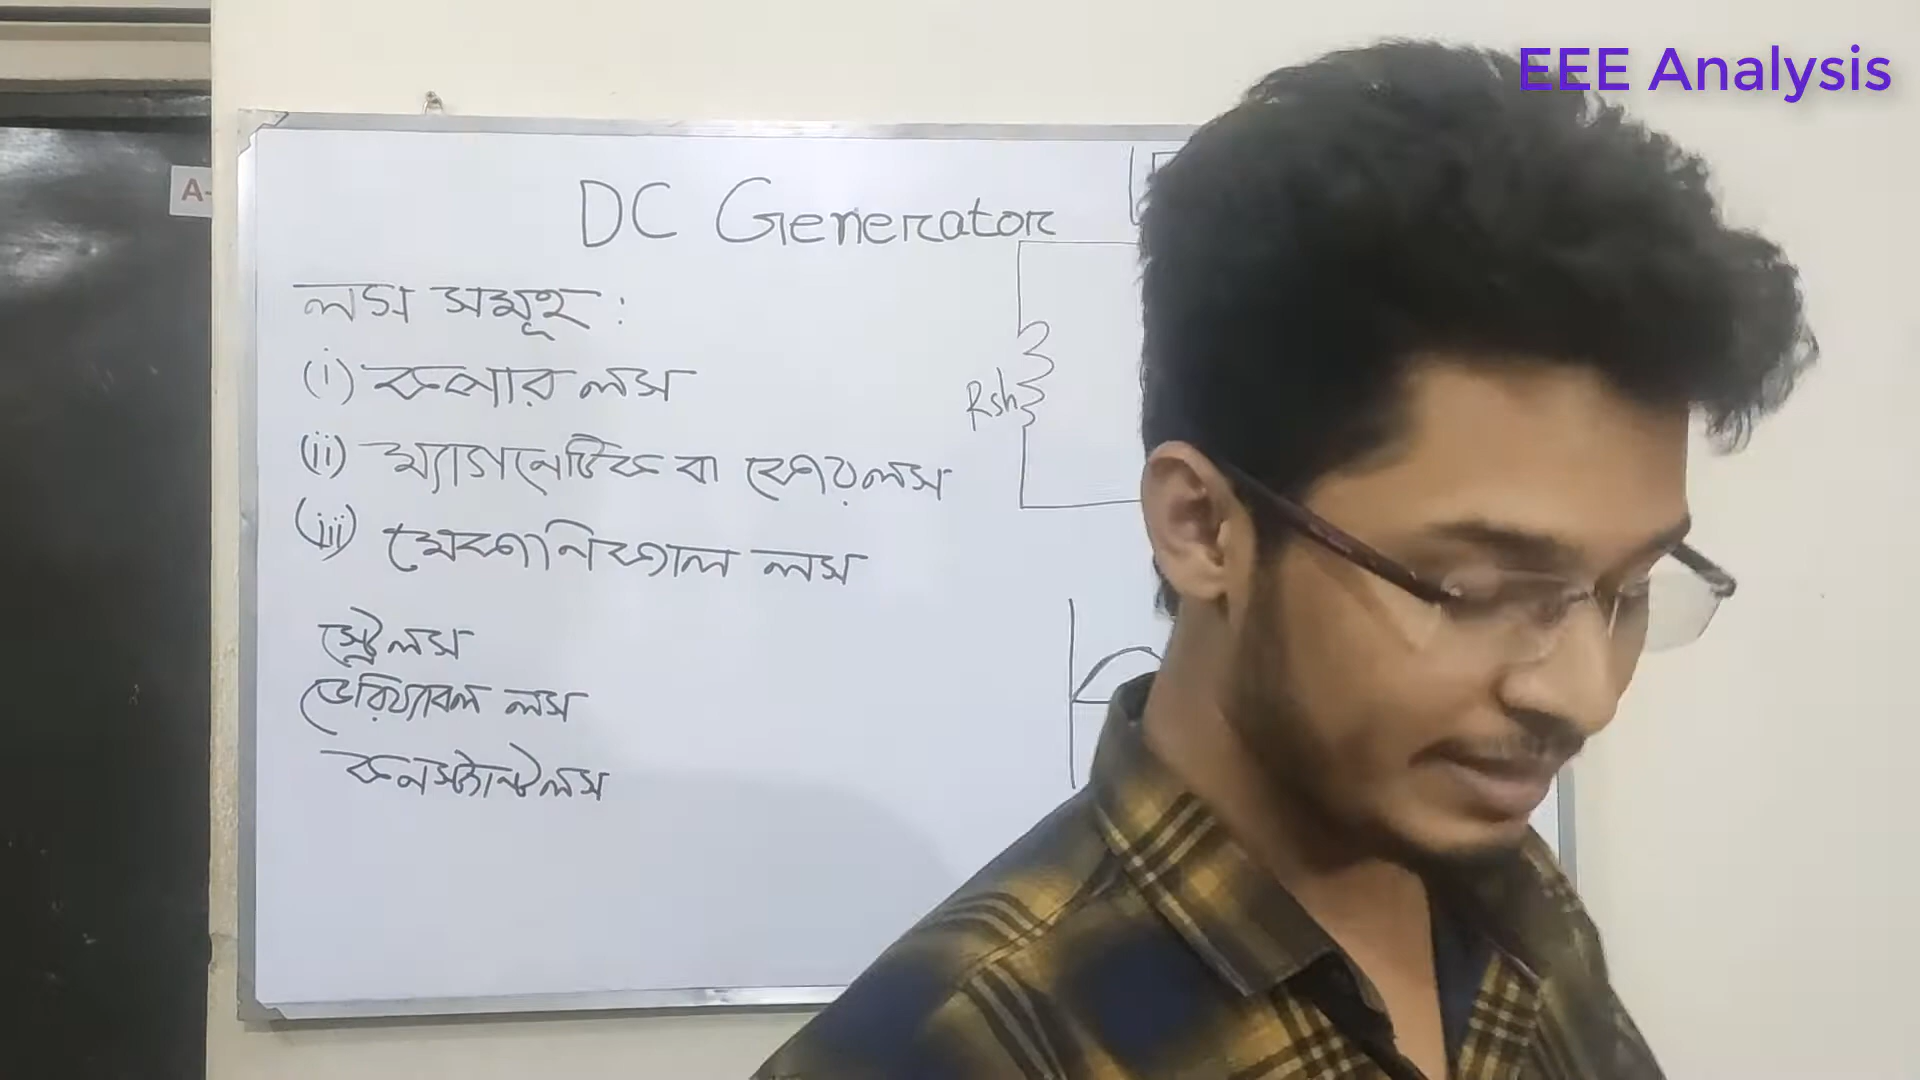 EEE Analysis
A-
DC Generator
লস সমূহ :
(i) কপার লস
(ii) ম্যাগনেটিক বা কোর লস
(iii) মেকানিক্যাল লস
স্ট্রে লস
ভেরিয়্যাবল লস
কনস্ট্যান্ট লস
Rsh